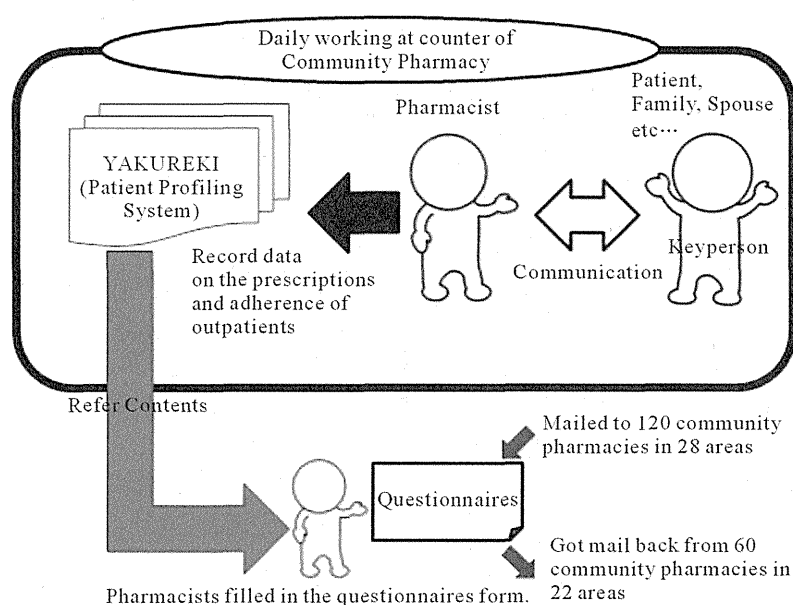 Daily working at counter of
Community Pharmacy
Patient,
Family, Spouse
etc…
Pharmacist
YAKUREKI
(Patient Profiling
System)
Keyperson
Communication
Record data
on the prescriptions
and adherence of
outpatients
Refer Contents
Mailed to 120 community
pharmacies in 28 areas
Questionnaires
Got mail back from 60
community pharmacies in
22 areas
Pharmacists filled in the questionnaires form.